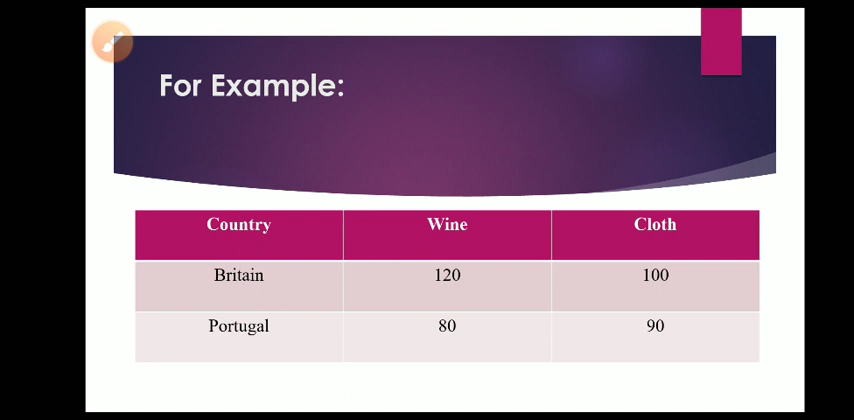 For Example:
Country Wine Cloth
Britain 120 100
Portugal 80 90